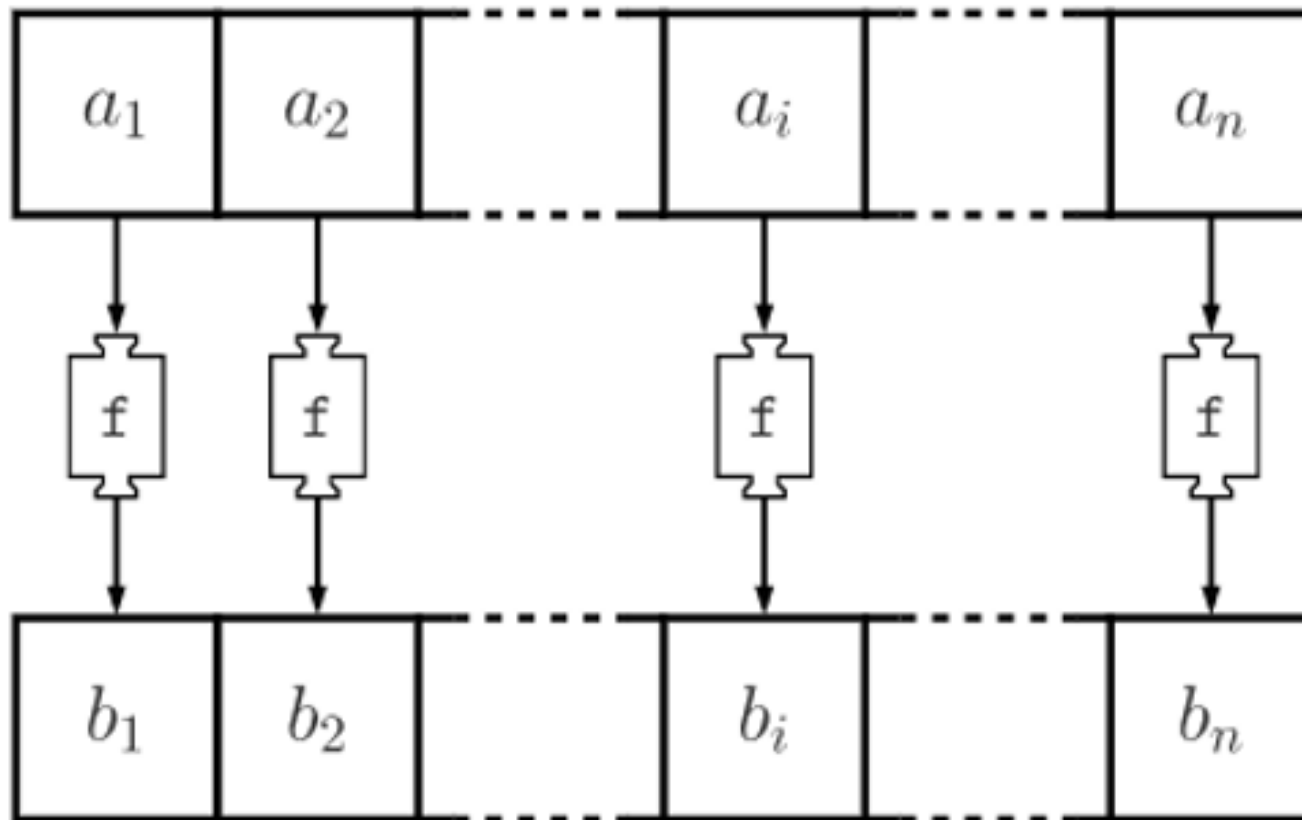 a₁ a₂ aᵢ aₙ
f f f f
b₁ b₂ bᵢ bₙ